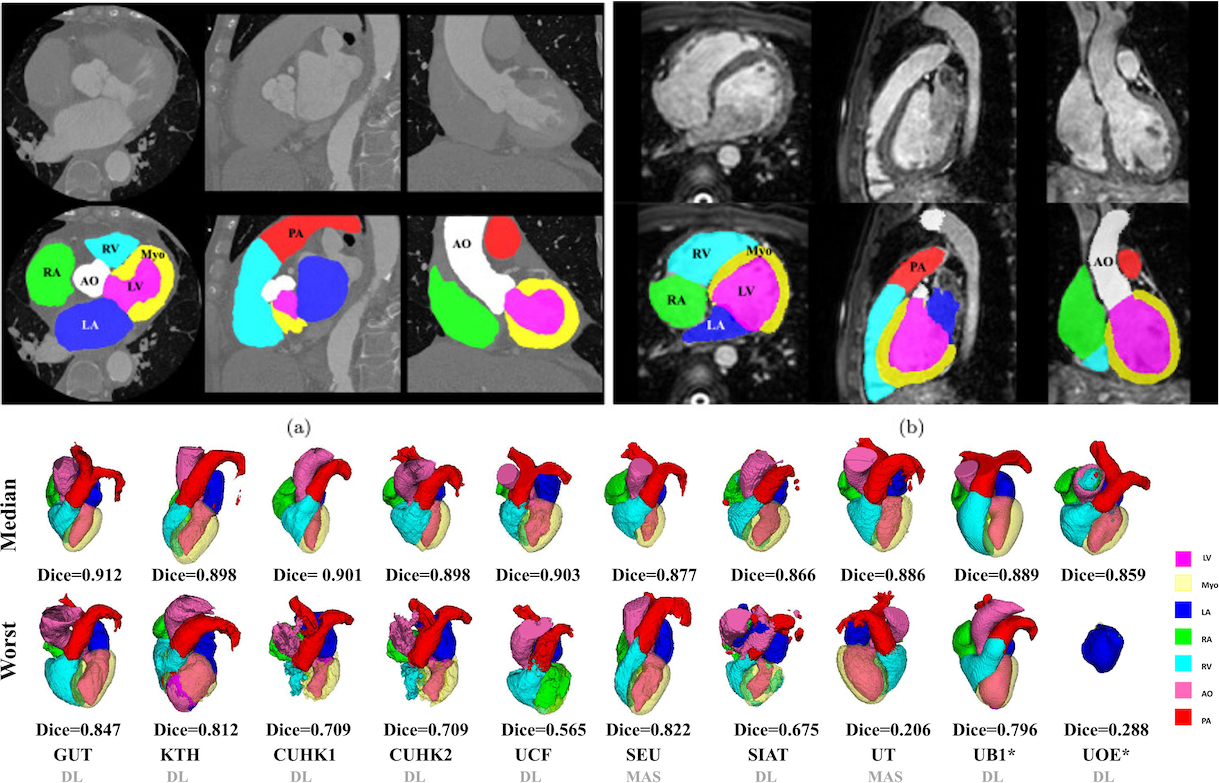 RV
Myo
RA
AO
LV
LA
PA
LA
AO
RV
Myo
RA
LV
LA
PA
AO
(a)
(b)
Median
Dice=0.912 Dice=0.898 Dice= 0.901 Dice=0.898 Dice=0.903 Dice=0.877 Dice=0.866 Dice=0.886 Dice=0.889 Dice=0.859
Worst
Dice=0.847 Dice=0.812 Dice=0.709 Dice=0.709 Dice=0.565 Dice=0.822 Dice=0.675 Dice=0.206 Dice=0.796 Dice=0.288
GUT KTH CUHK1 CUHK2 UCF SEU SIAT UT UB1* UOE*
DL DL DL DL DL MAS DL MAS DL DL
LV
Myo
LA
RA
RV
AO
PA